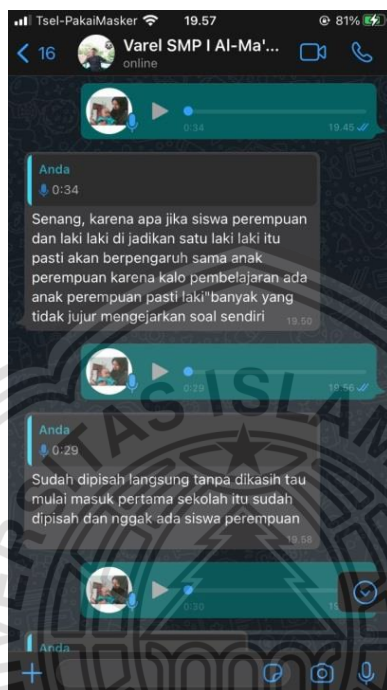 Tsel-PakaiMasker 19.57 81%
16 Varel SMP I Al-Ma'...
online
0:34 19.45
Anda
0:34
Senang, karena apa jika siswa perempuan
dan laki laki di jadikan satu laki laki itu
pasti akan berpengaruh sama anak
perempuan karena kalo pembelajaran ada
anak perempuan pasti laki"banyak yang
tidak jujur mengejarkan soal sendiri 19.50
0:29 19.56
Anda
0:29
Sudah dipisah langsung tanpa dikasih tau
mulai masuk pertama sekolah itu sudah
dipisah dan nggak ada siswa perempuan
19.58
0:30
Anda